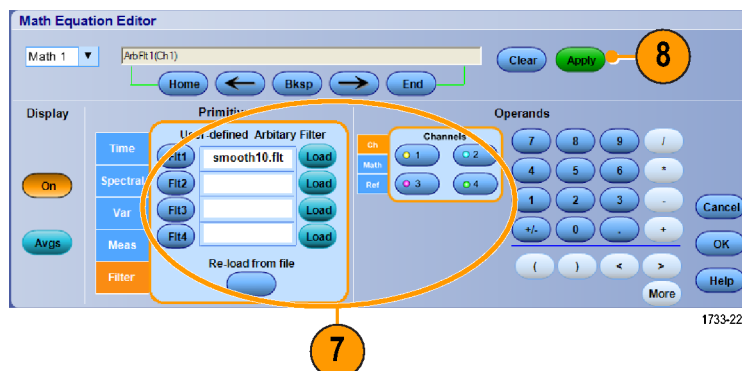 Math Equation Editor
Math 1
ArbFlt1(Ch1)
Clear
Apply
8
Home
Bksp
End
Display
Operands
User-defined Arbitary Filter
Channels
Time
Spectral
Var
Meas
Filter
Flt1
smooth10.flt
Load
Flt2
Load
Flt3
Load
Flt4
Load
Re-load from file
Ch
Math
Ref
1
2
3
4
7 8 9 /
4 5 6 *
1 2 3 -
+/- 0 . +
( ) < >
More
On
Avgs
Cancel
OK
Help
1733-22
7